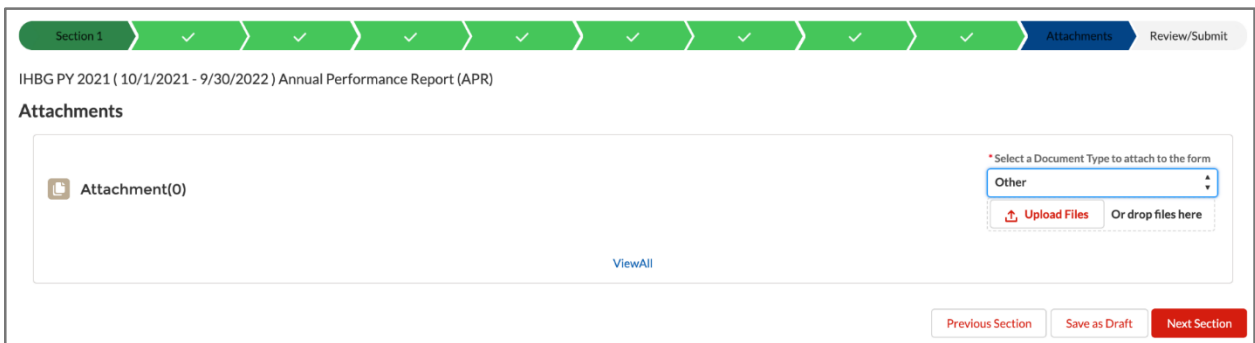 Section 1
Attachments
Review/Submit
IHBG PY 2021 ( 10/1/2021 - 9/30/2022 ) Annual Performance Report (APR)
Attachments
* Select a Document Type to attach to the form
Attachment(0)
Other
Upload Files
Or drop files here
ViewAll
Previous Section
Save as Draft
Next Section